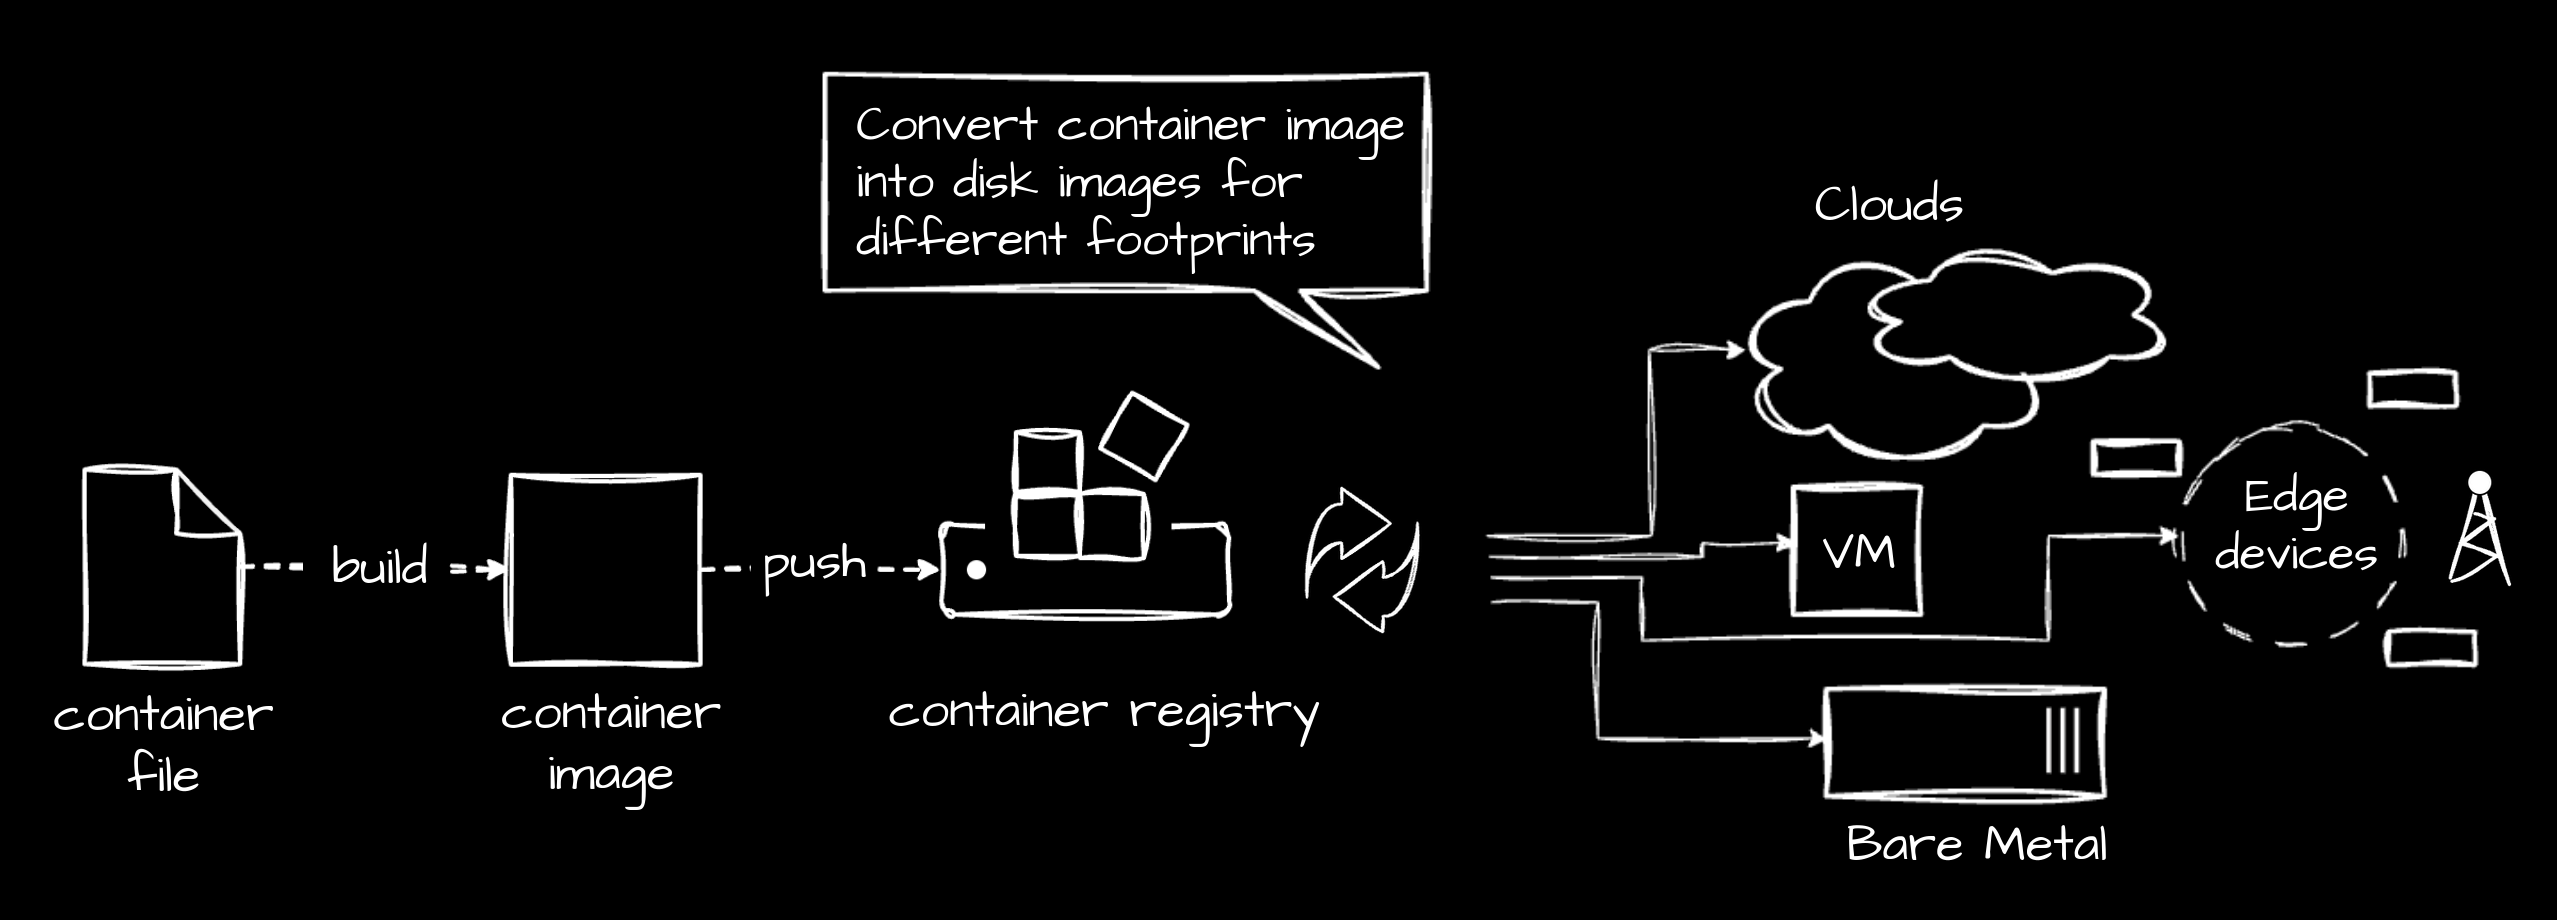 Convert container image
into disk images for
different footprints
Clouds
build
push
VM
Edge
devices
container
file
container
image
container registry
Bare Metal